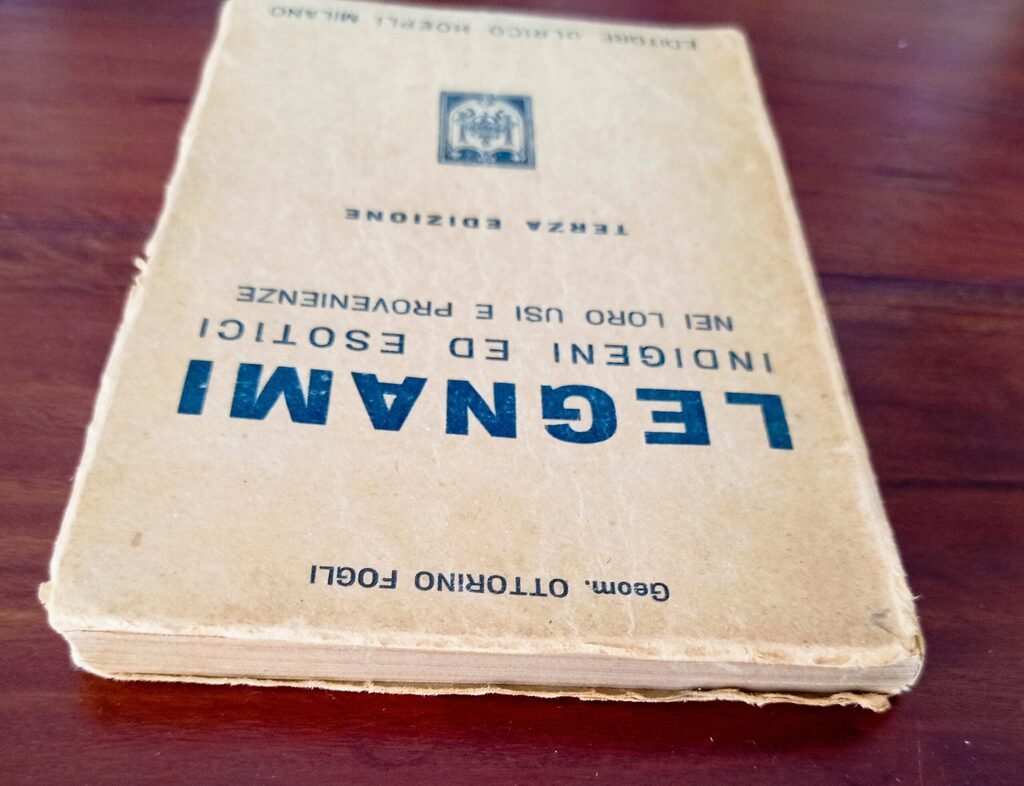 Geom. OTTORINO FOGLI
LEGNAMI
INDIGENI ED ESOTICI
NEI LORO USI E PROVENIENZE
TERZA EDIZIONE
EDITORE ULRICO HOEPLI MILANO